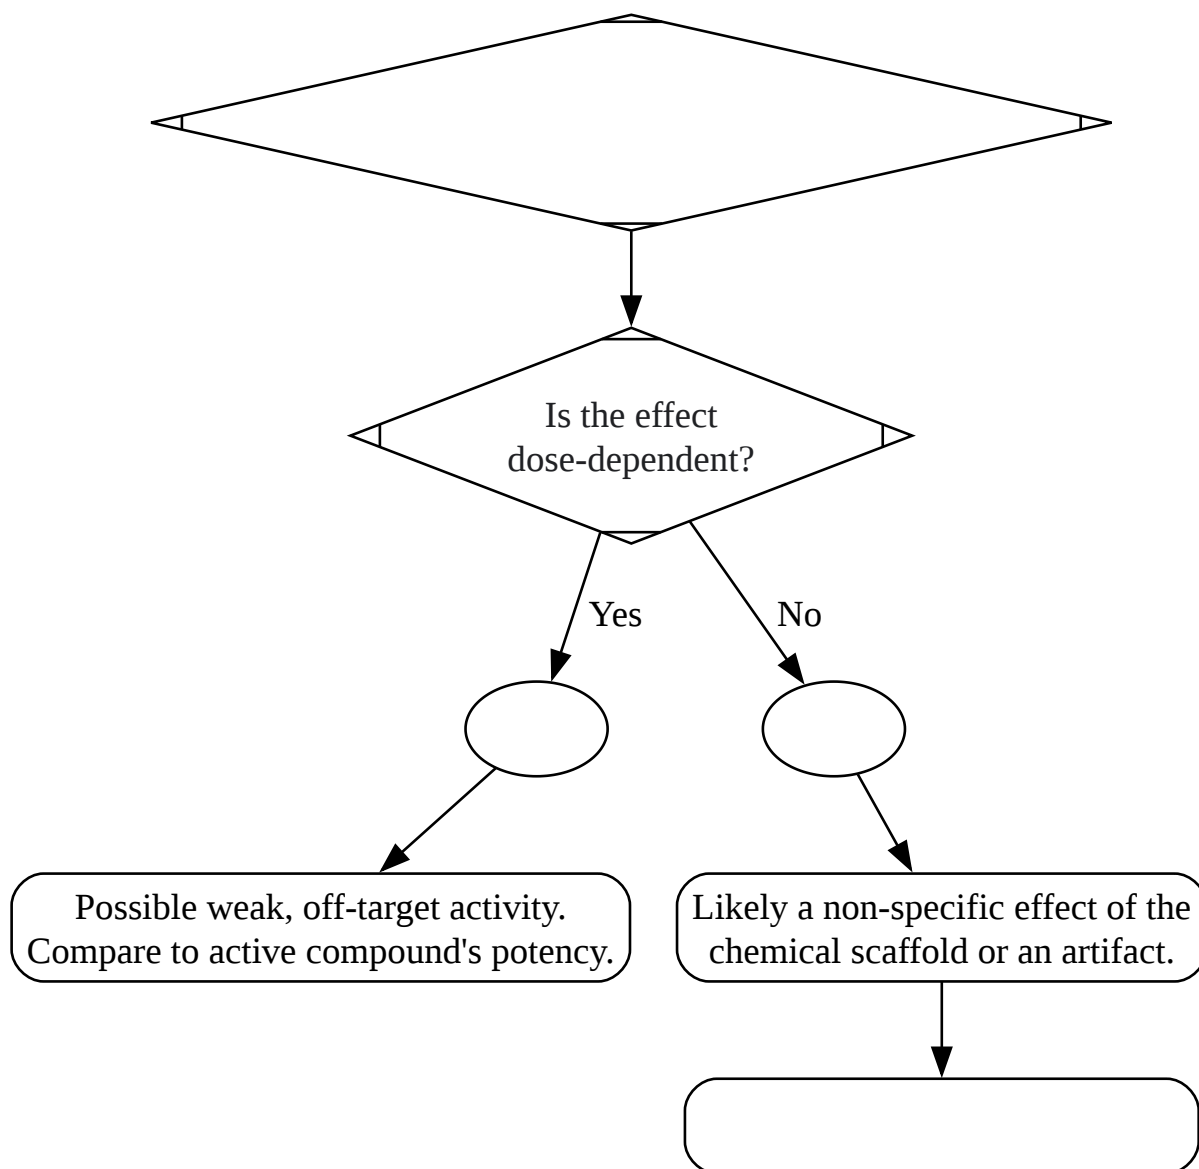 Is the effect
dose-dependent?
Yes
No
Possible weak, off-target activity.
Compare to active compound's potency.
Likely a non-specific effect of the
chemical scaffold or an artifact.